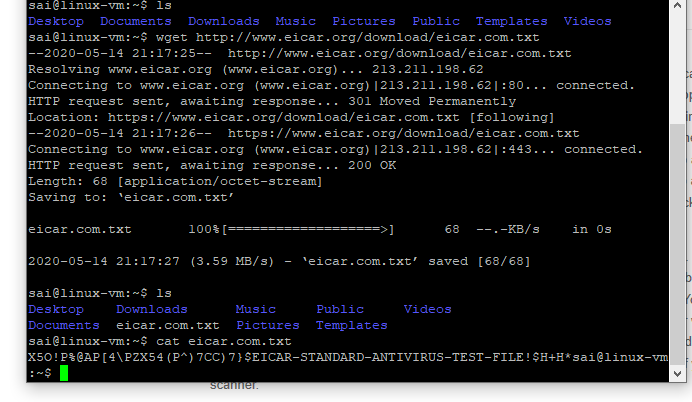 sai@linux-vm:~$ ls
Desktop  Documents  Downloads  Music  Pictures  Public  Templates  Videos
sai@linux-vm:~$ wget http://www.eicar.org/download/eicar.com.txt
--2020-05-14 21:17:25--  http://www.eicar.org/download/eicar.com.txt
Resolving www.eicar.org (www.eicar.org)... 213.211.198.62
Connecting to www.eicar.org (www.eicar.org)|213.211.198.62|:80... connected.
HTTP request sent, awaiting response... 301 Moved Permanently
Location: https://www.eicar.org/download/eicar.com.txt [following]
--2020-05-14 21:17:26--  https://www.eicar.org/download/eicar.com.txt
Connecting to www.eicar.org (www.eicar.org)|213.211.198.62|:443... connected.
HTTP request sent, awaiting response... 200 OK
Length: 68 [application/octet-stream]
Saving to: ‘eicar.com.txt’
eicar.com.txt       100%[===================>]      68  --.-KB/s    in 0s
2020-05-14 21:17:27 (3.59 MB/s) - ‘eicar.com.txt’ saved [68/68]
sai@linux-vm:~$ ls
Desktop    Downloads      Music     Public     Videos
Documents  eicar.com.txt  Pictures  Templates
sai@linux-vm:~$ cat eicar.com.txt
X5O!P%@AP[4\PZX54(P^)7CC)7}$EICAR-STANDARD-ANTIVIRUS-TEST-FILE!$H+H*sai@linux-vm
:~$
scanner.